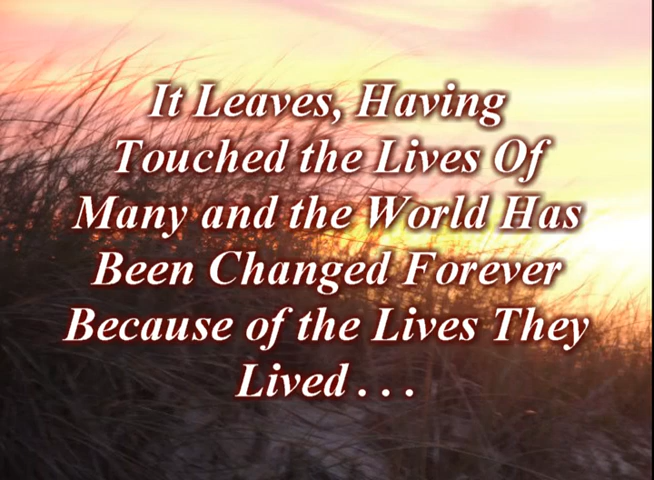 It Leaves, Having
Touched the Lives Of
Many and the World Has
Been Changed Forever
Because of the Lives They
Lived . . .